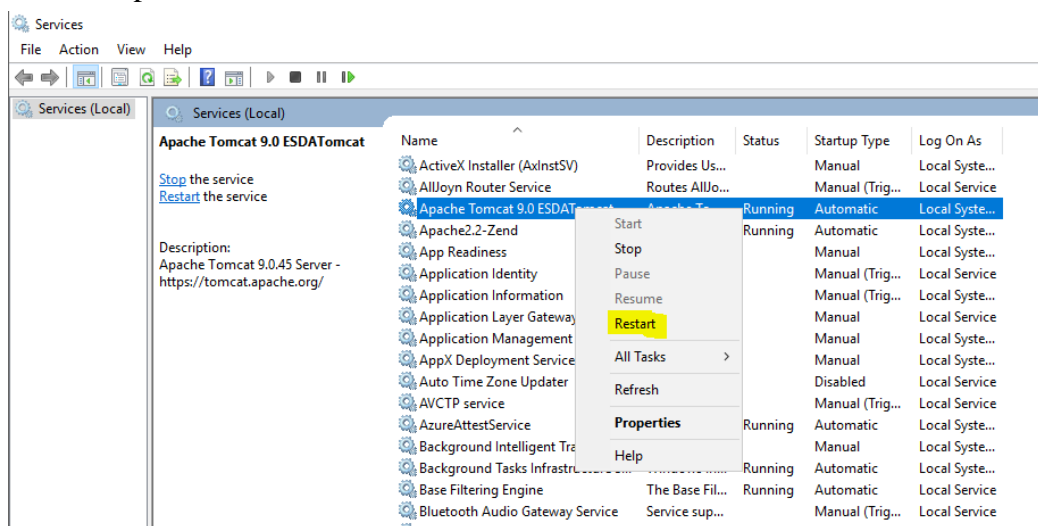 Services
File Action View Help
Services (Local)
Services (Local)
Apache Tomcat 9.0 ESDATomcat
Stop the service
Restart the service
Description:
Apache Tomcat 9.0.45 Server -
https://tomcat.apache.org/
Name Description Status Startup Type Log On As
ActiveX Installer (AxInstSV) Provides Us... Manual Local Syste...
AllJoyn Router Service Routes AllJo... Manual (Trig... Local Service
Apache Tomcat 9.0 Running Automatic Local Syste...
Apache2.2-Zend Running Automatic Local Syste...
App Readiness Manual Local Syste...
Application Identity Manual (Trig... Local Service
Application Information Manual (Trig... Local Syste...
Application Layer Gateway Manual Local Service
Application Management Manual Local Syste...
AppX Deployment Service Manual Local Syste...
Auto Time Zone Updater Disabled Local Service
AVCTP service Manual (Trig... Local Service
AzureAttestService Running Automatic Local Syste...
Background Intelligent Manual Local Syste...
Background Tasks Running Automatic Local Syste...
Base Filtering Engine The Base Fil... Running Automatic Local Service
Bluetooth Audio Gateway Service Service sup... Manual (Trig... Local Service
Start
Stop
Pause
Resume
Restart
All Tasks >
Refresh
Properties
Help